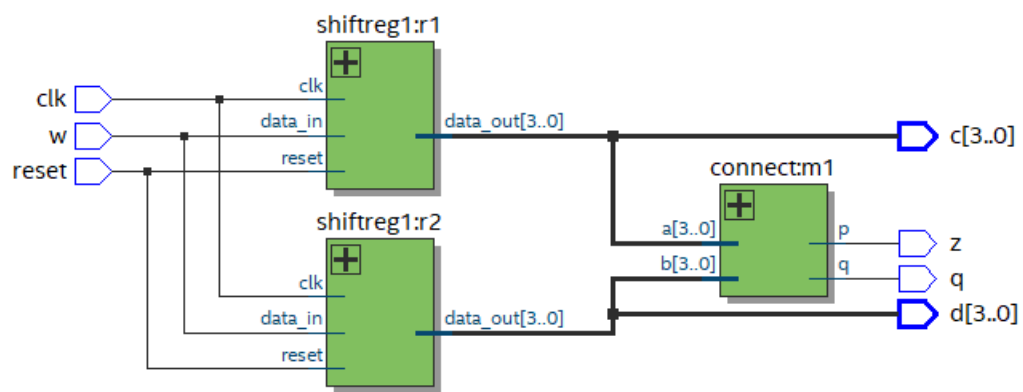 shiftreg1:r1
clk
clk
w
data_in
data_out[3..0]
c[3..0]
reset
reset
connect:m1
shiftreg1:r2
a[3..0]
p
z
b[3..0]
q
q
clk
data_in
data_out[3..0]
d[3..0]
reset